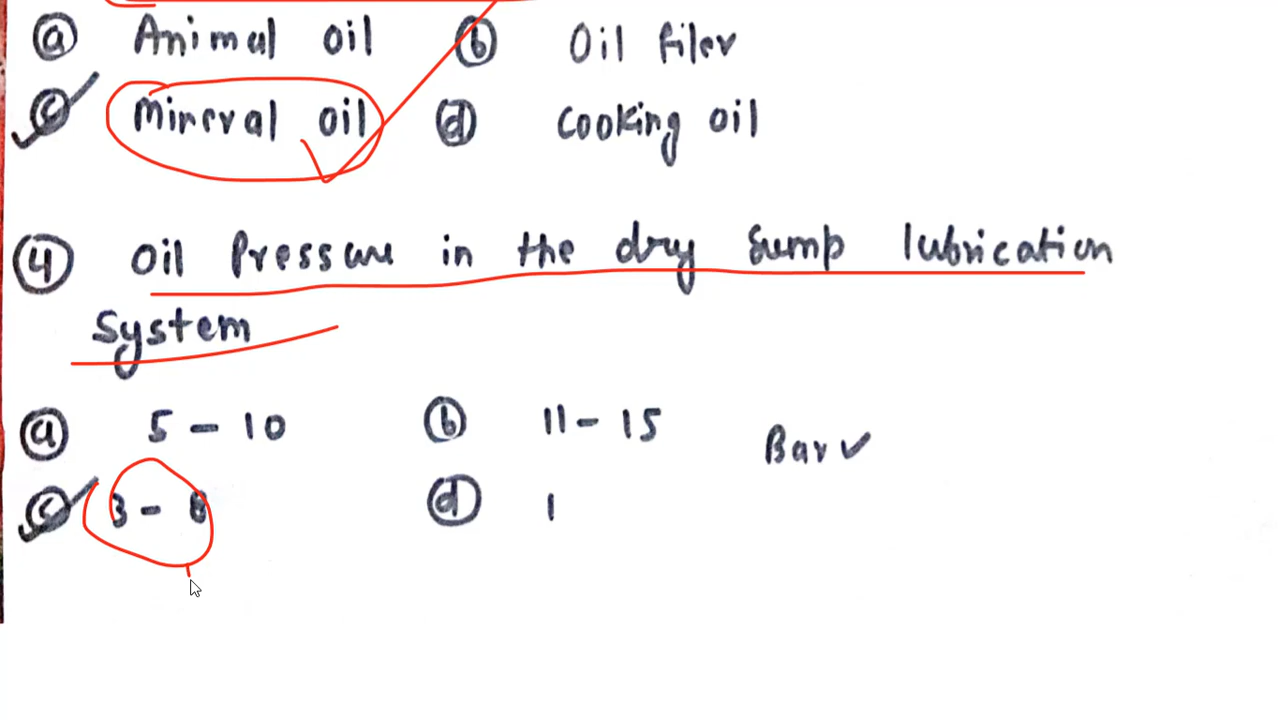 a Animal oil b Oil filer
c Mineral oil d Cooking oil
4 Oil Pressure in the dry Sump lubrication
System
a 5 - 10 b 11 - 15 Bar
c 3 - 8 d 1